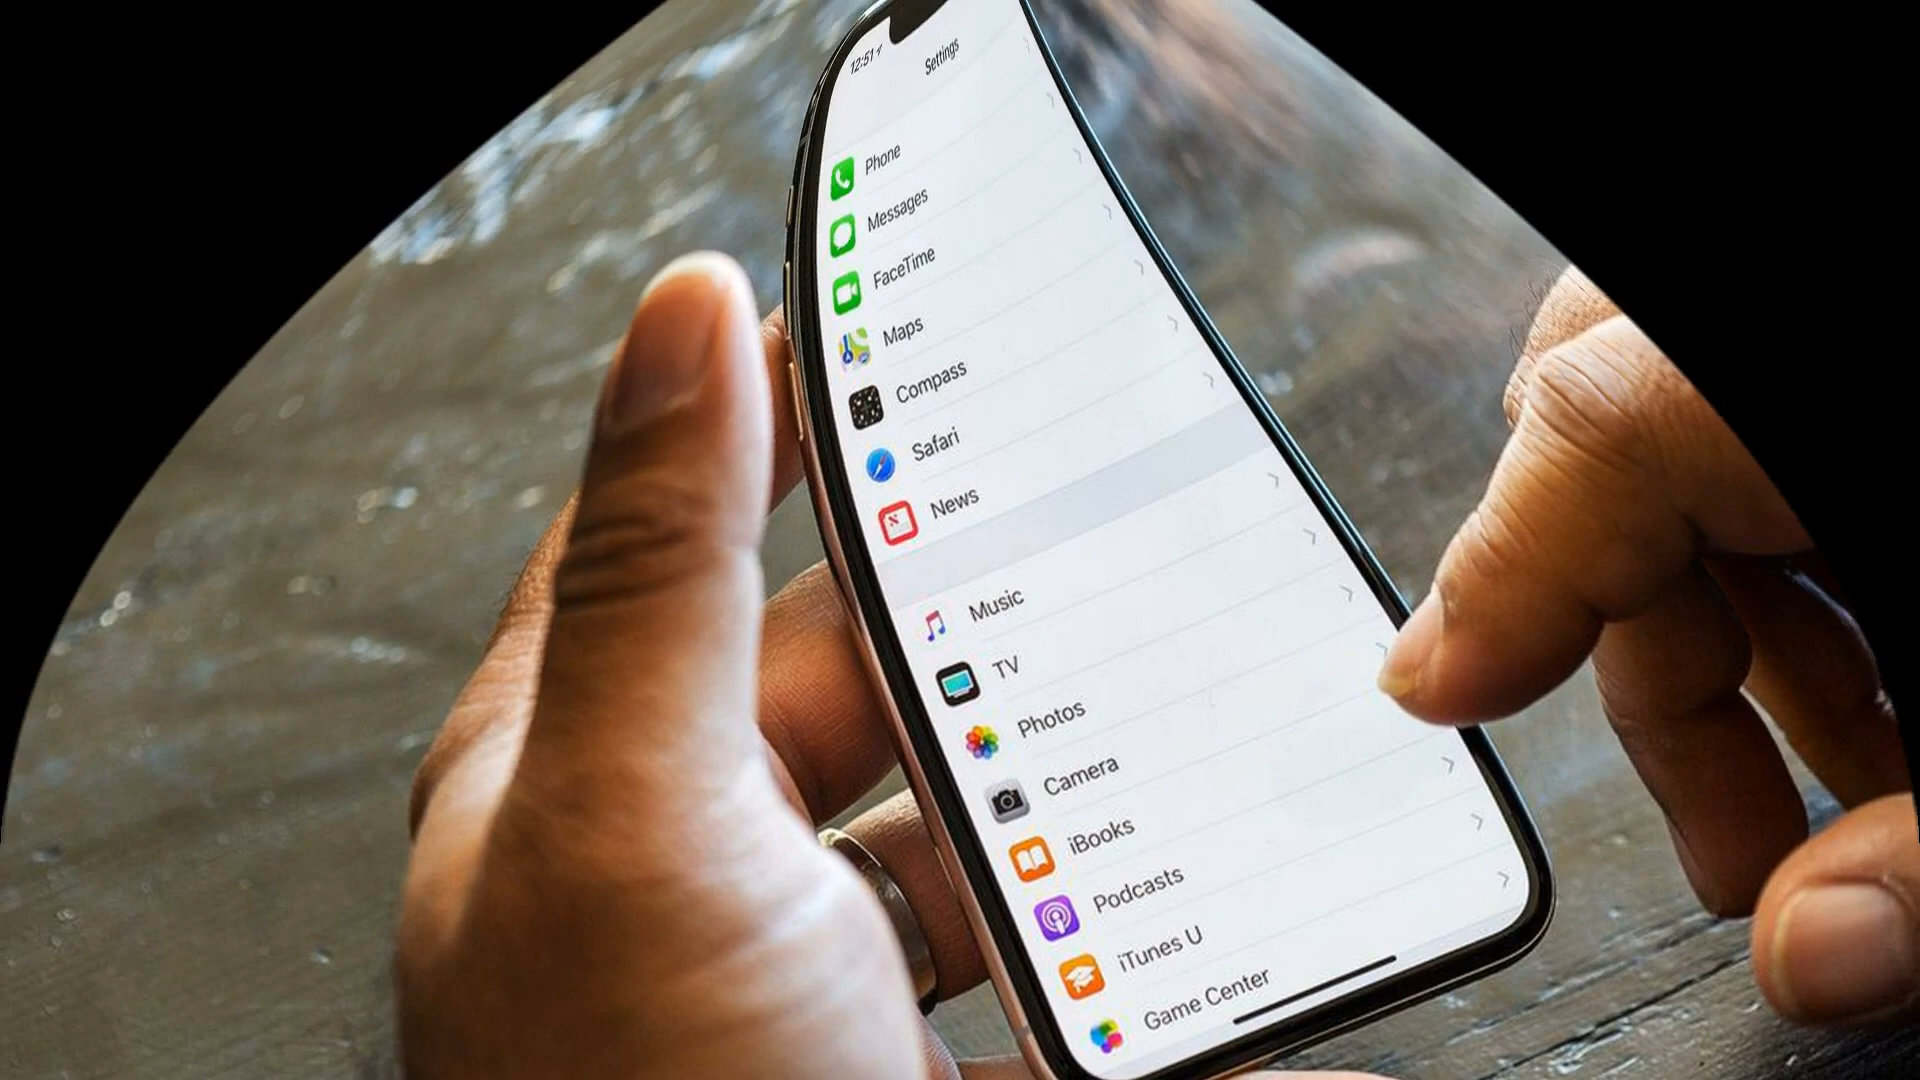 12:51
Settings
Phone
Messages
FaceTime
Maps
Compass
Safari
News
Music
TV
Photos
Camera
iBooks
Podcasts
iTunes U
Game Center